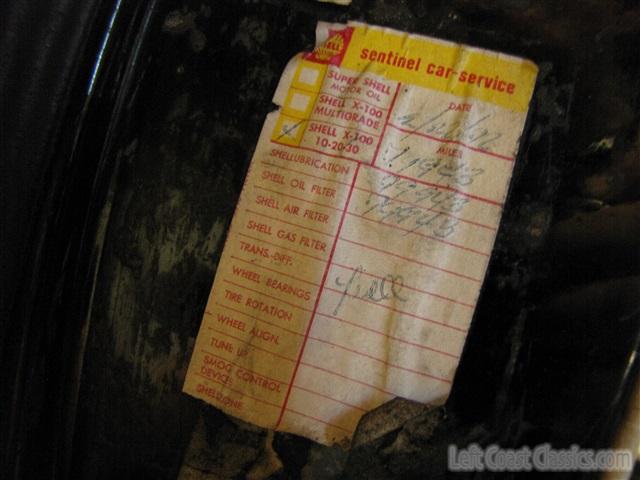 SHELL
sentinel car-service
SUPER SHELL
MOTOR OIL
SHELL X-100
MULTIGRADE
SHELL X-100
10-20-30
DATE
MILES
SHELLUBRICATION
SHELL OIL FILTER
SHELL AIR FILTER
SHELL GAS FILTER
TRANS.-DIFF.
WHEEL BEARINGS
TIRE ROTATION
WHEEL ALIGN.
TUNE UP
SMOG CONTROL
DEVICE
Left Coast Classics.com